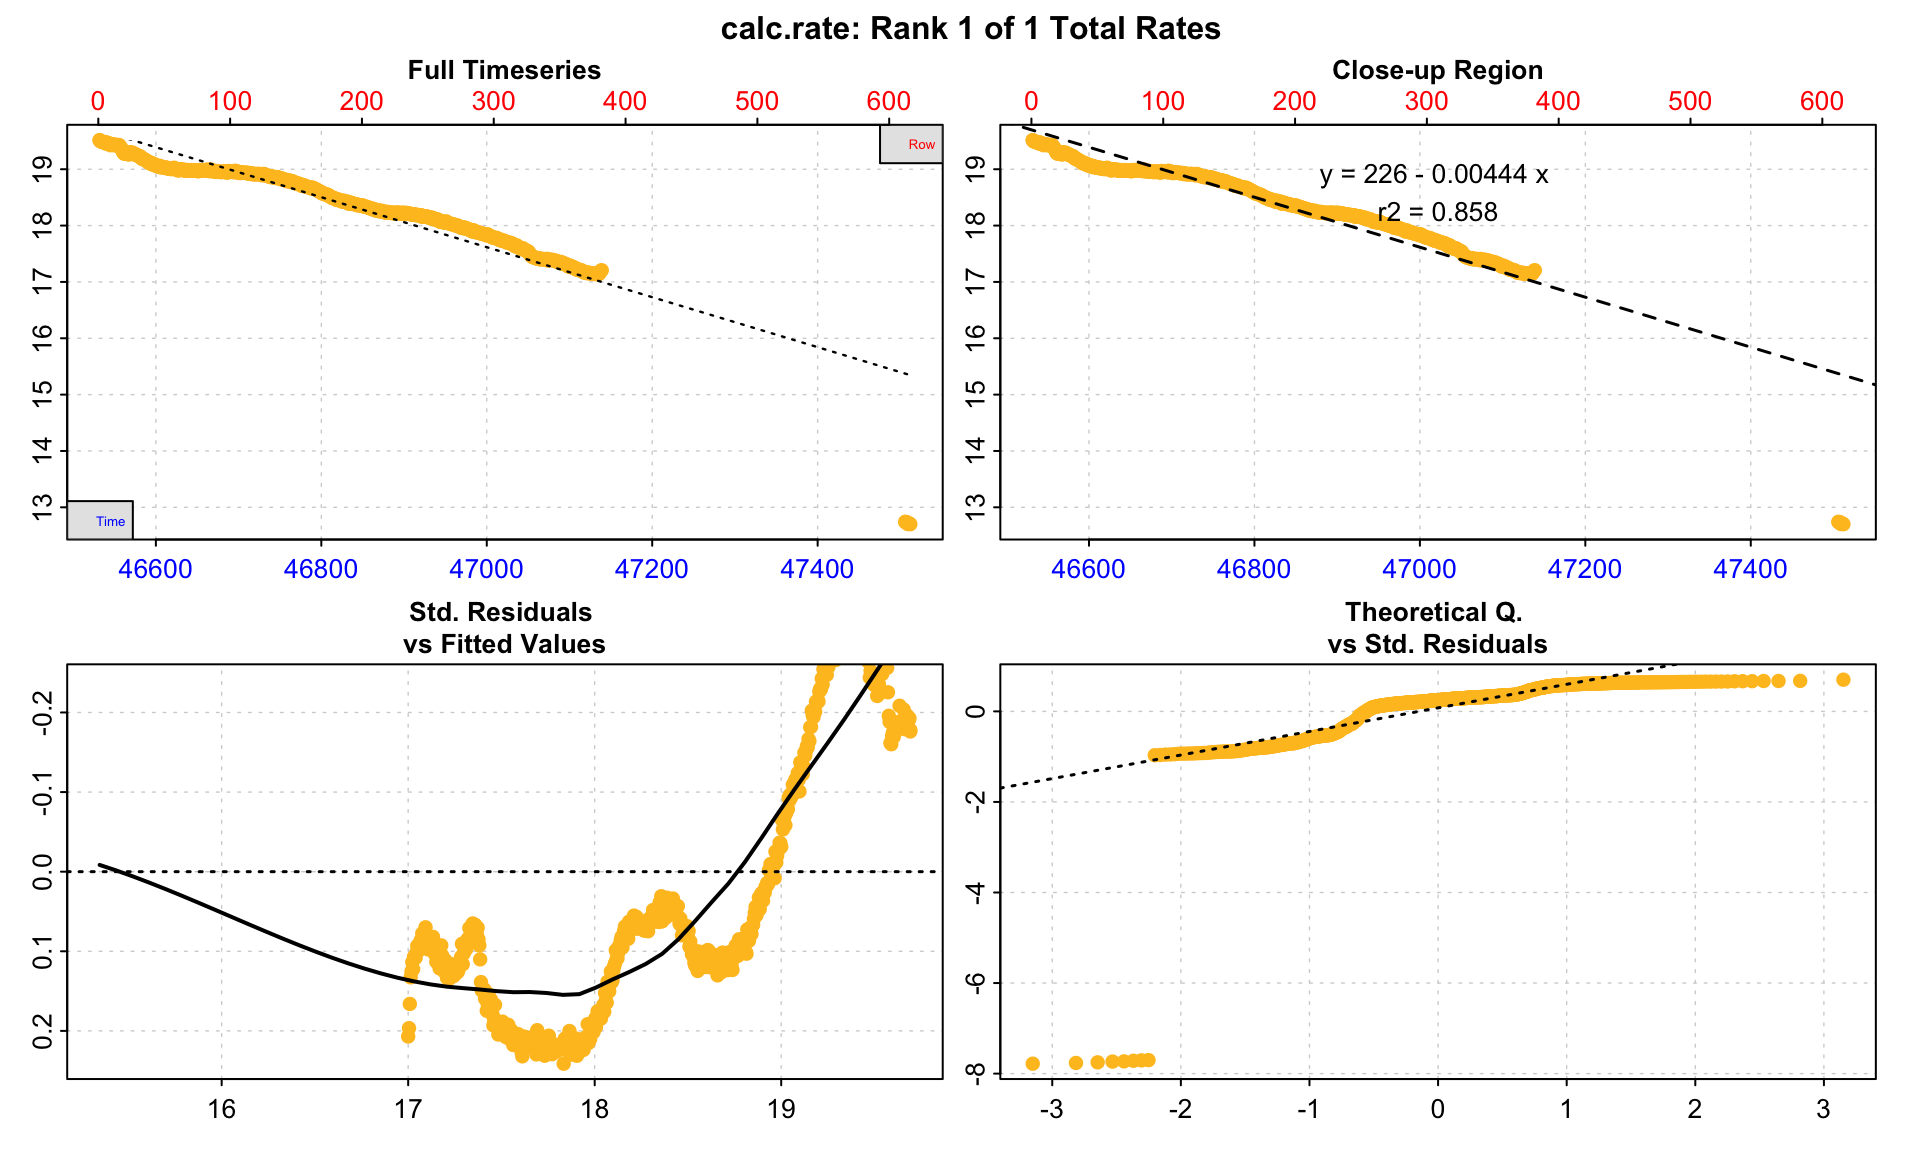 calc.rate: Rank 1 of 1 Total Rates
Full Timeseries
0 100 200 300 400 500 600
Row
19
18
17
16
15
14
13
Time
46600 46800 47000 47200 47400
Close-up Region
0 100 200 300 400 500 600
y = 226 - 0.00444 x
r2 = 0.858
19
18
17
16
15
14
13
46600 46800 47000 47200 47400
Std. Residuals
vs Fitted Values
-0.2
-0.1
0.0
0.1
0.2
16 17 18 19
Theoretical Q.
vs Std. Residuals
0
-2
-4
-6
-8
-3 -2 -1 0 1 2 3